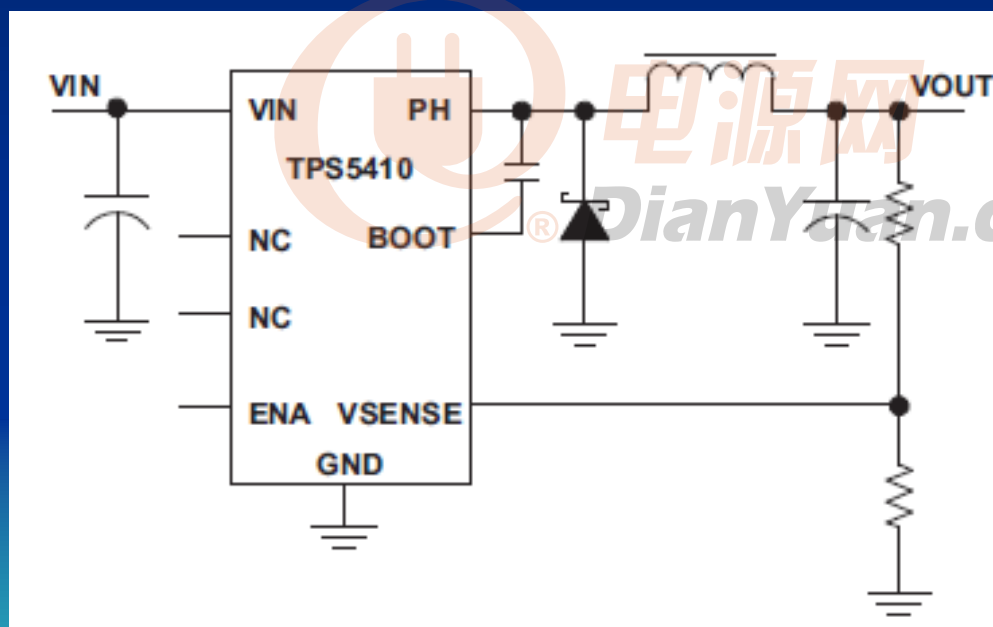 VIN
VOUT
VIN
PH
TPS5410
NC
BOOT
NC
ENA
VSENSE
GND
电源网
®
DianYuan.c